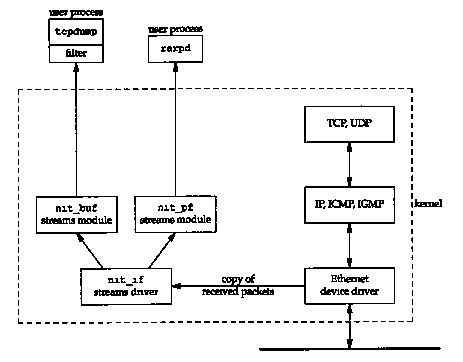 user process
user process
tcpdump
filter
rarpd
TCP, UDP
nit_buf
streams module
nit_pf
streams module
IP, ICMP, IGMP
kernel
nit_if
streams driver
copy of
received packets
Ethernet
device driver